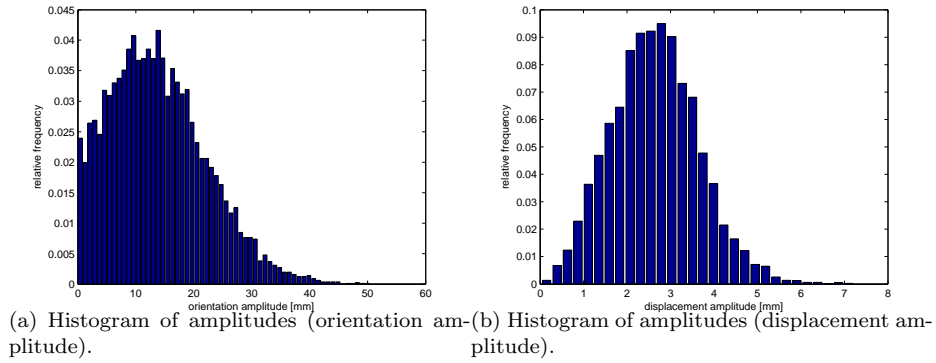 0.045
0.04
0.035
0.03
0.025
0.02
0.015
0.01
0.005
0
relative frequency
0 10 20 30 40 50 60
orientation amplitude [mm]
(a) Histogram of amplitudes (orientation am-
plitude).
0.1
0.09
0.08
0.07
0.06
0.05
0.04
0.03
0.02
0.01
0
relative frequency
0 1 2 3 4 5 6 7 8
displacement amplitude [mm]
(b) Histogram of amplitudes (displacement am-
plitude).